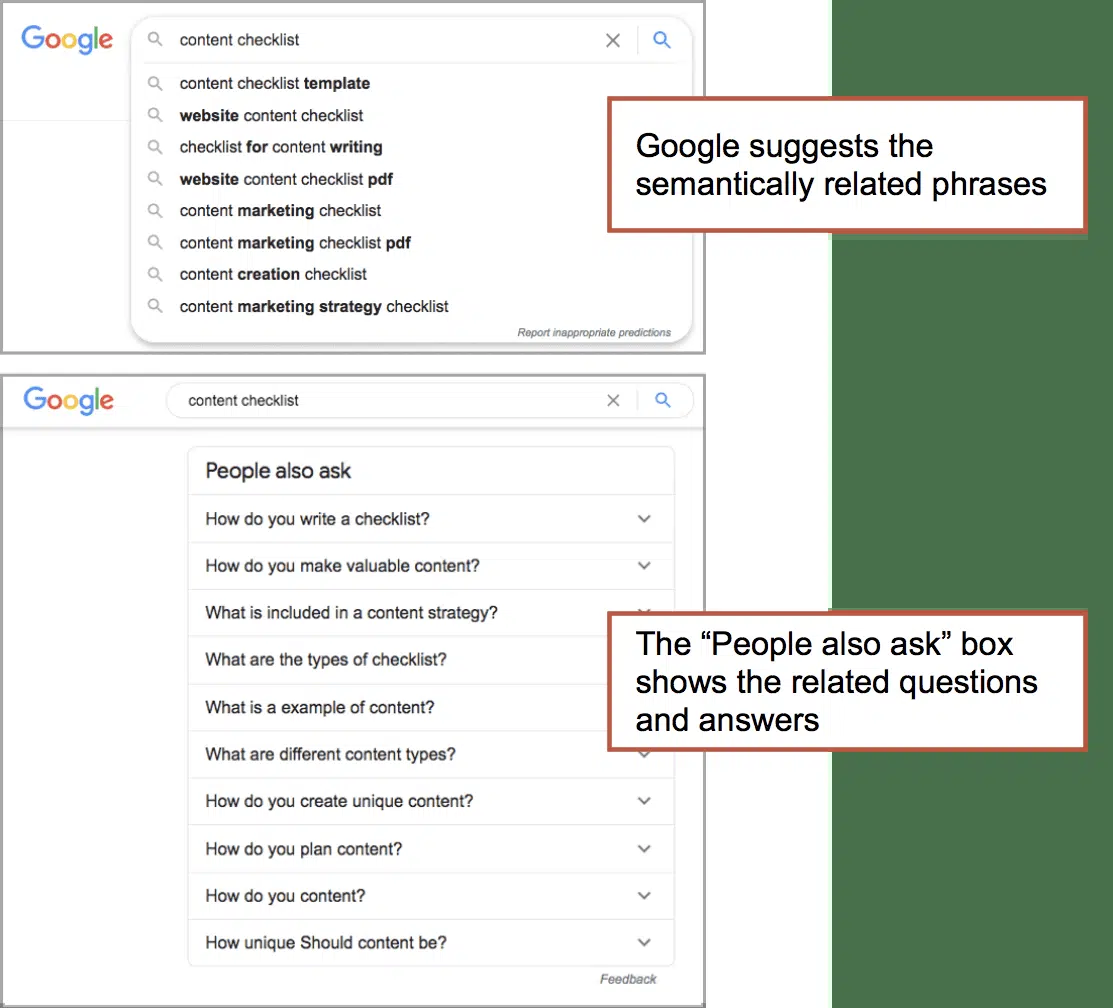 Google
content checklist
content checklist template
website content checklist
checklist for content writing
website content checklist pdf
content marketing checklist
content marketing checklist pdf
content creation checklist
content marketing strategy checklist
Report inappropriate predictions
Google suggests the
semantically related phrases
Google
content checklist
People also ask
How do you write a checklist?
How do you make valuable content?
What is included in a content strategy?
What are the types of checklist?
What is a example of content?
What are different content types?
How do you create unique content?
How do you plan content?
How do you content?
How unique Should content be?
Feedback
The “People also ask” box
shows the related questions
and answers